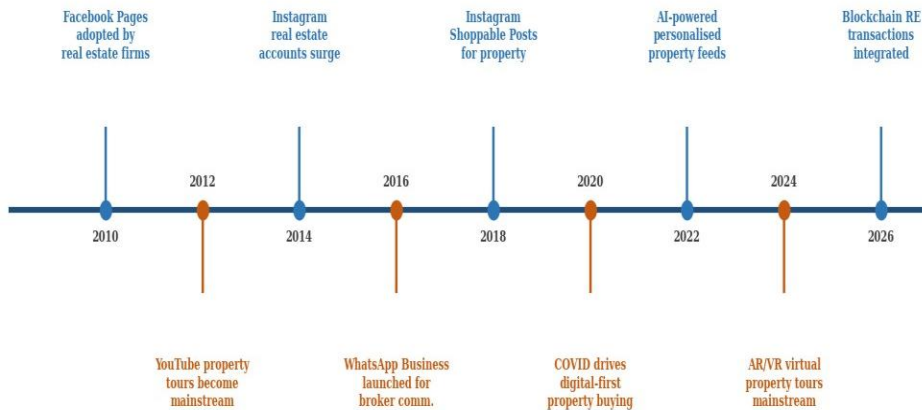 Facebook Pages
adopted by
real estate firms
Instagram
real estate
accounts surge
Instagram
Shoppable Posts
for property
AI-powered
personalised
property feeds
Blockchain RE
transactions
integrated
2012
2016
2020
2024
2010
2014
2018
2022
2026
YouTube property
tours become
mainstream
WhatsApp Business
launched for
broker comm.
COVID drives
digital-first
property buying
AR/VR virtual
property tours
mainstream